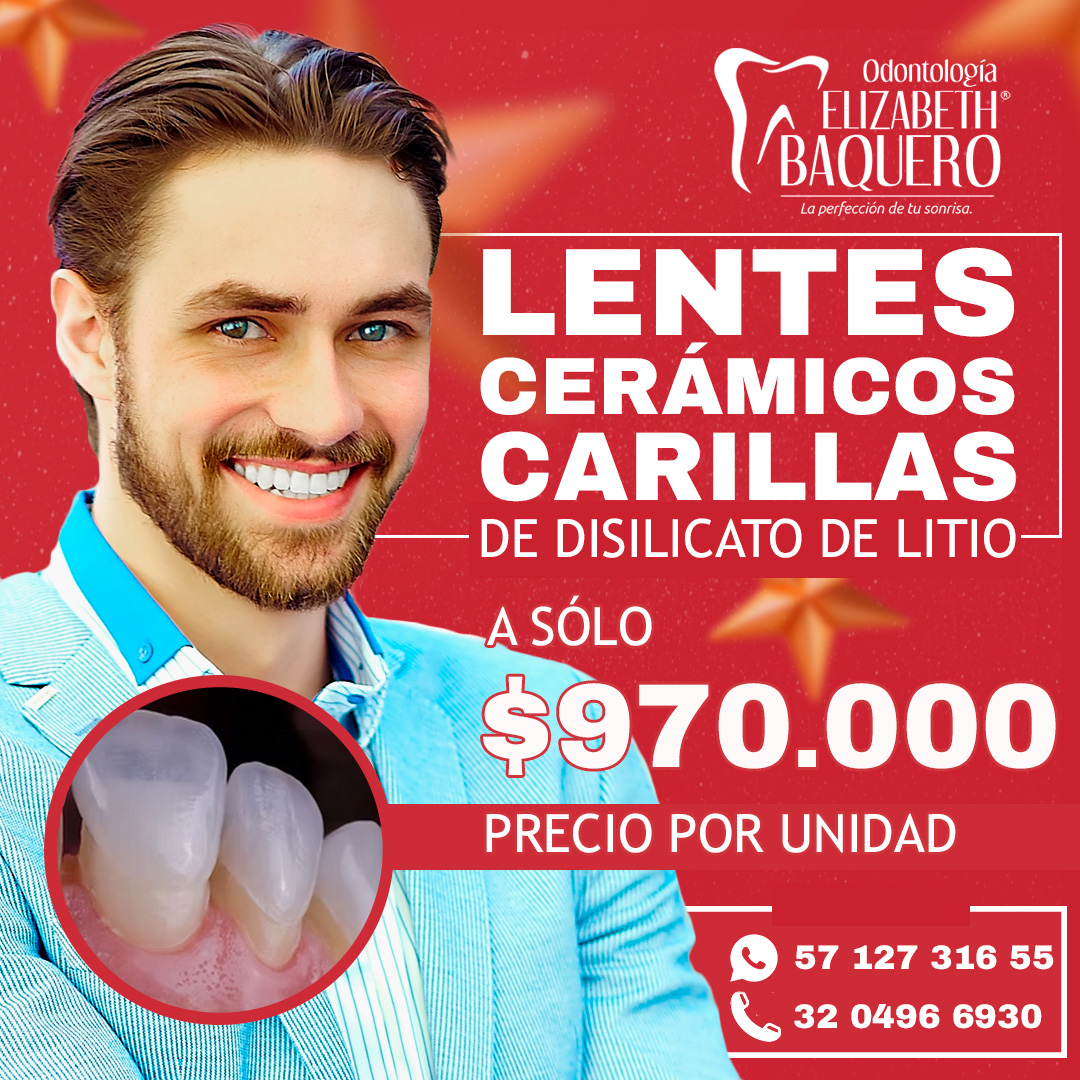 Odontología
ELIZABETH®
BAQUERO
La perfección de tu sonrisa.
LENTES
CERÁMICOS
CARILLAS
DE DISILICATO DE LITIO
A SÓLO
$970.000
PRECIO POR UNIDAD
57 127 316 55
32 0496 6930